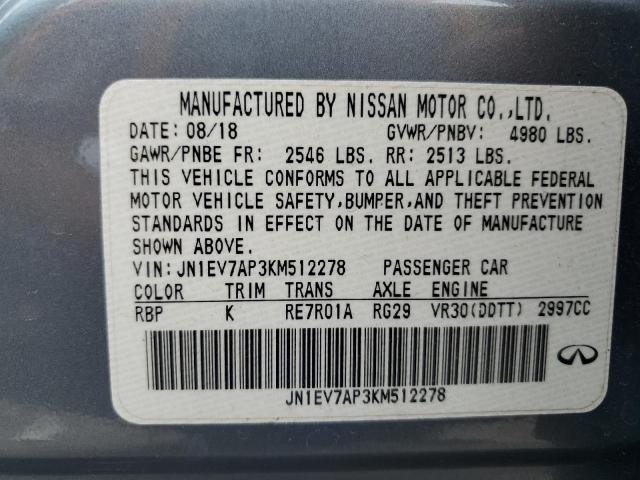 MANUFACTURED BY NISSAN MOTOR CO.,LTD.
DATE: 08/18 GVWR/PNBV: 4980 LBS.
GAWR/PNBE FR: 2546 LBS. RR: 2513 LBS.
THIS VEHICLE CONFORMS TO ALL APPLICABLE FEDERAL
MOTOR VEHICLE SAFETY,BUMPER,AND THEFT PREVENTION
STANDARDS IN EFFECT ON THE DATE OF MANUFACTURE
SHOWN ABOVE.
VIN: JN1EV7AP3KM512278 PASSENGER CAR
COLOR TRIM TRANS AXLE ENGINE
RBP K RE7R01A RG29 VR30(DDTT) 2997CC
JN1EV7AP3KM512278